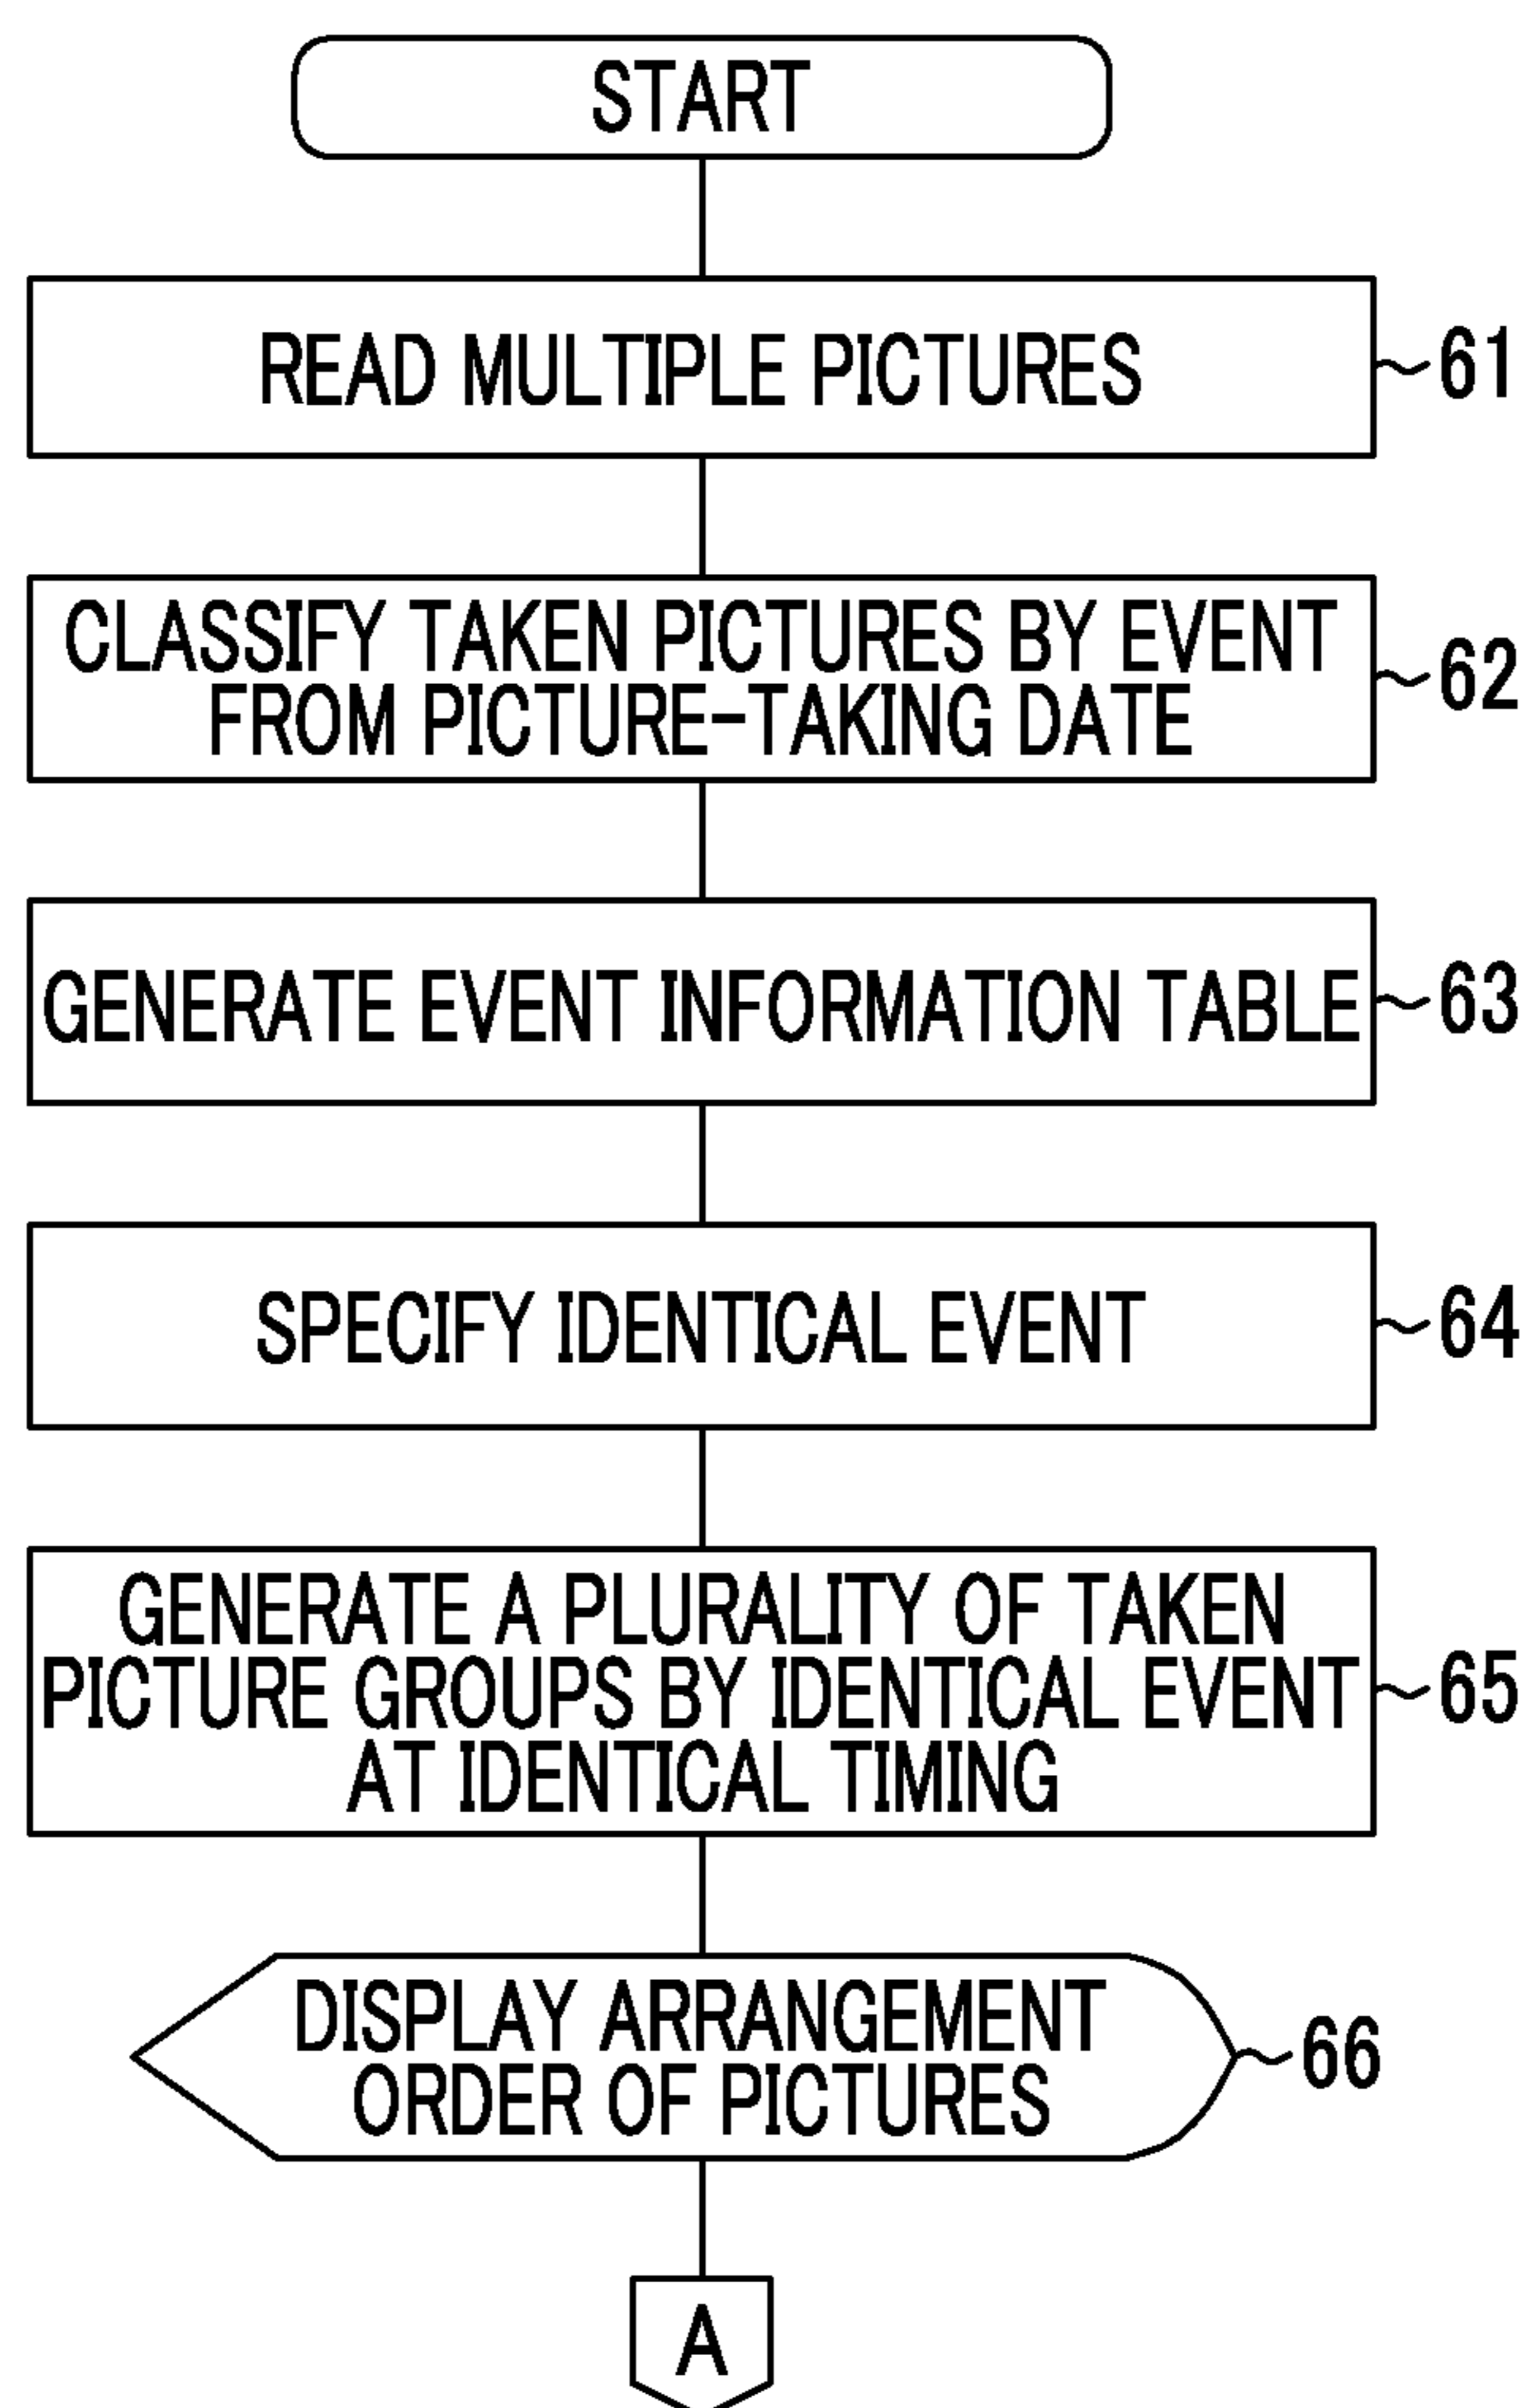 START
READ MULTIPLE PICTURES
61
CLASSIFY TAKEN PICTURES BY EVENT
FROM PICTURE-TAKING DATE
62
GENERATE EVENT INFORMATION TABLE
63
SPECIFY IDENTICAL EVENT
64
GENERATE A PLURALITY OF TAKEN
PICTURE GROUPS BY IDENTICAL EVENT
AT IDENTICAL TIMING
65
DISPLAY ARRANGEMENT
ORDER OF PICTURES
66
A